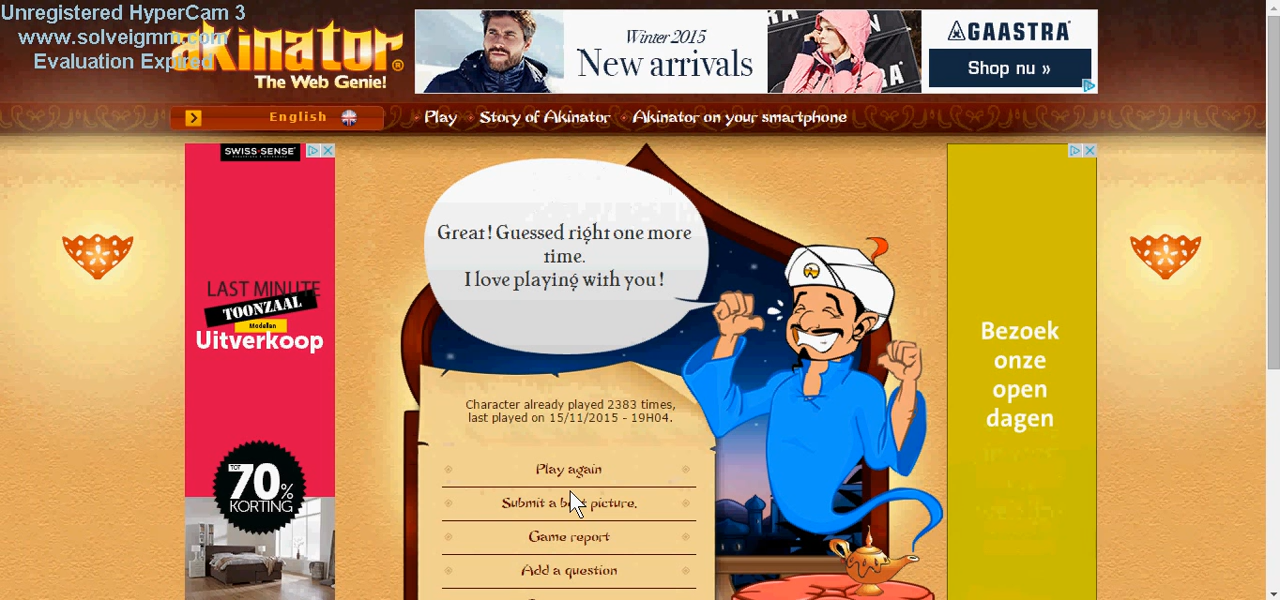 Unregistered HyperCam 3
www.solveigmm.com
Evaluation Expired
akinator®
The Web Genie!
Winter 2015
New arrivals
GAASTRA
Shop nu »
English
Play
Story of Akinator
Akinator on your smartphone
SWISS SENSE
LAST MINUTE
TOONZAAL
Modellen
Uitverkoop
TOT
70%
KORTING
Great! Guessed right one more
time.
I love playing with you!
Character already played 2383 times,
last played on 15/11/2015 - 19H04.
Play again
Submit a picture.
Game report
Add a question
Bezoek
onze
open
dagen